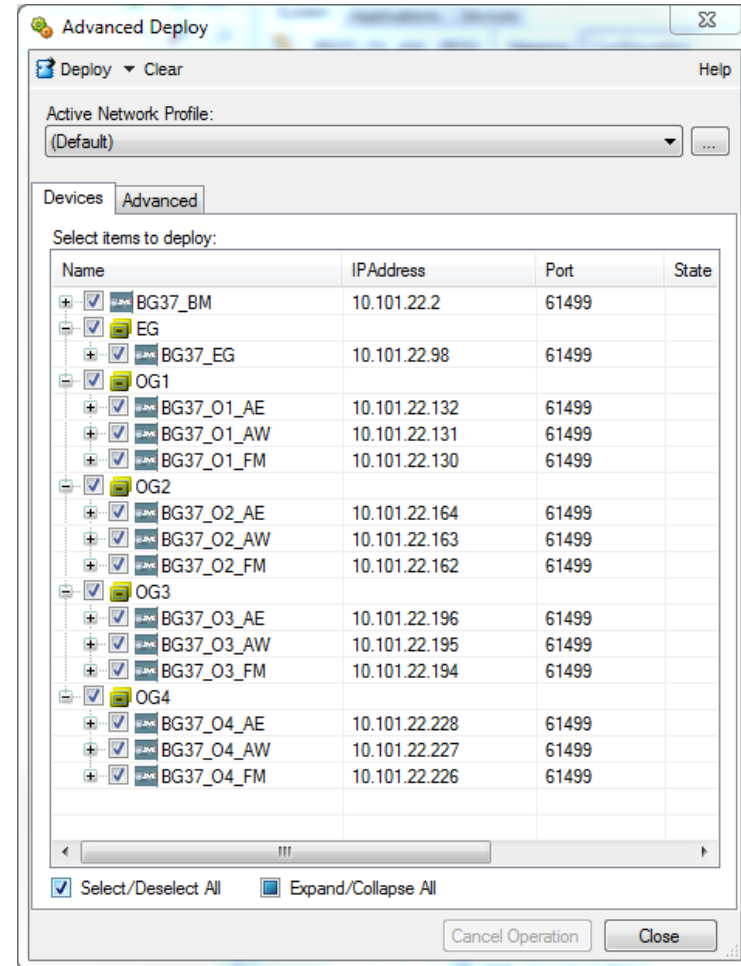 Advanced Deploy
Deploy Clear Help
Active Network Profile:
(Default) ...
Devices Advanced
Select items to deploy:
Name IPAddress Port State
BG37_BM 10.101.22.2 61499
EG
BG37_EG 10.101.22.98 61499
OG1
BG37_O1_AE 10.101.22.132 61499
BG37_O1_AW 10.101.22.131 61499
BG37_O1_FM 10.101.22.130 61499
OG2
BG37_O2_AE 10.101.22.164 61499
BG37_O2_AW 10.101.22.163 61499
BG37_O2_FM 10.101.22.162 61499
OG3
BG37_O3_AE 10.101.22.196 61499
BG37_O3_AW 10.101.22.195 61499
BG37_O3_FM 10.101.22.194 61499
OG4
BG37_O4_AE 10.101.22.228 61499
BG37_O4_AW 10.101.22.227 61499
BG37_O4_FM 10.101.22.226 61499
Select/Deselect All Expand/Collapse All
Cancel Operation Close